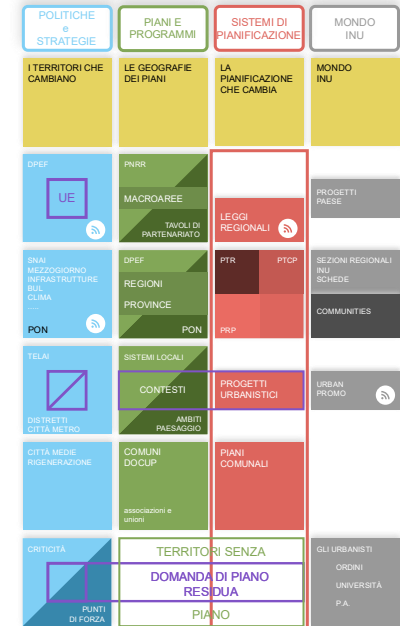 POLITICHE
e
STRATEGIE
PIANI E
PROGRAMMI
SISTEMI DI
PIANIFICAZIONE
MONDO
INU
I TERRITORI CHE
CAMBIANO
LE GEOGRAFIE
DEI PIANI
LA
PIANIFICAZIONE
CHE CAMBIA
MONDO
INU
DPEF
UE
PNRR
MACROAREE
TAVOLI DI
PARTENARIATO
LEGGI
REGIONALI
PROGETTI
PAESE
SNAI
MEZZOGIORNO
INFRASTRUTTURE
BUL
CLIMA
.....
PON
DPEF
REGIONI
PROVINCE
PON
PTR
PTCP
PRP
SEZIONI REGIONALI
INU
SCHEDE
COMMUNITIES
TELAI
DISTRETTI
CITTÀ METRO
SISTEMI LOCALI
CONTESTI
AMBITI
PAESAGGIO
PROGETTI
URBANISTICI
URBAN
PROMO
CITTÀ MEDIE
RIGENERAZIONE
COMUNI
DOCUP
associazioni e
unioni
PIANI
COMUNALI
CRITICITÀ
PUNTI
DI FORZA
TERRITORI SENZA
DOMANDA DI PIANO
RESIDUA
PIANO
GLI URBANISTI
ORDINI
UNIVERSITÀ
P.A.